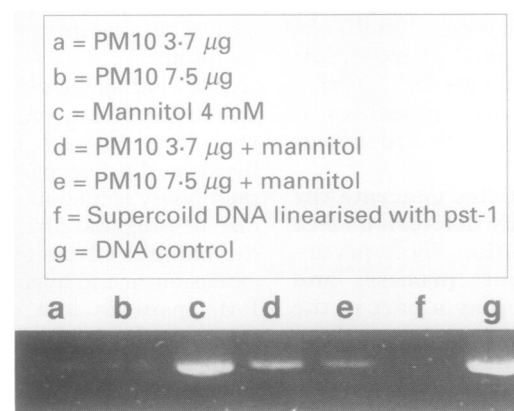 a = PM10 3·7 μg
b = PM10 7·5 μg
c = Mannitol 4 mM
d = PM10 3·7 μg + mannitol
e = PM10 7·5 μg + mannitol
f = Supercoild DNA linearised with pst-1
g = DNA control
a b c d e f g